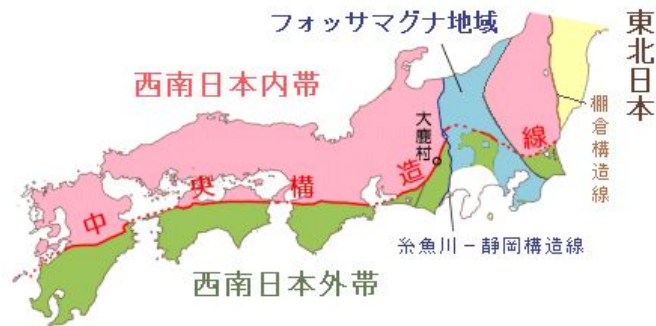 フォッサマグナ地域
東北日本
西南日本内帯
棚倉構造線
大鹿村
中央構造線
糸魚川－静岡構造線
西南日本外帯